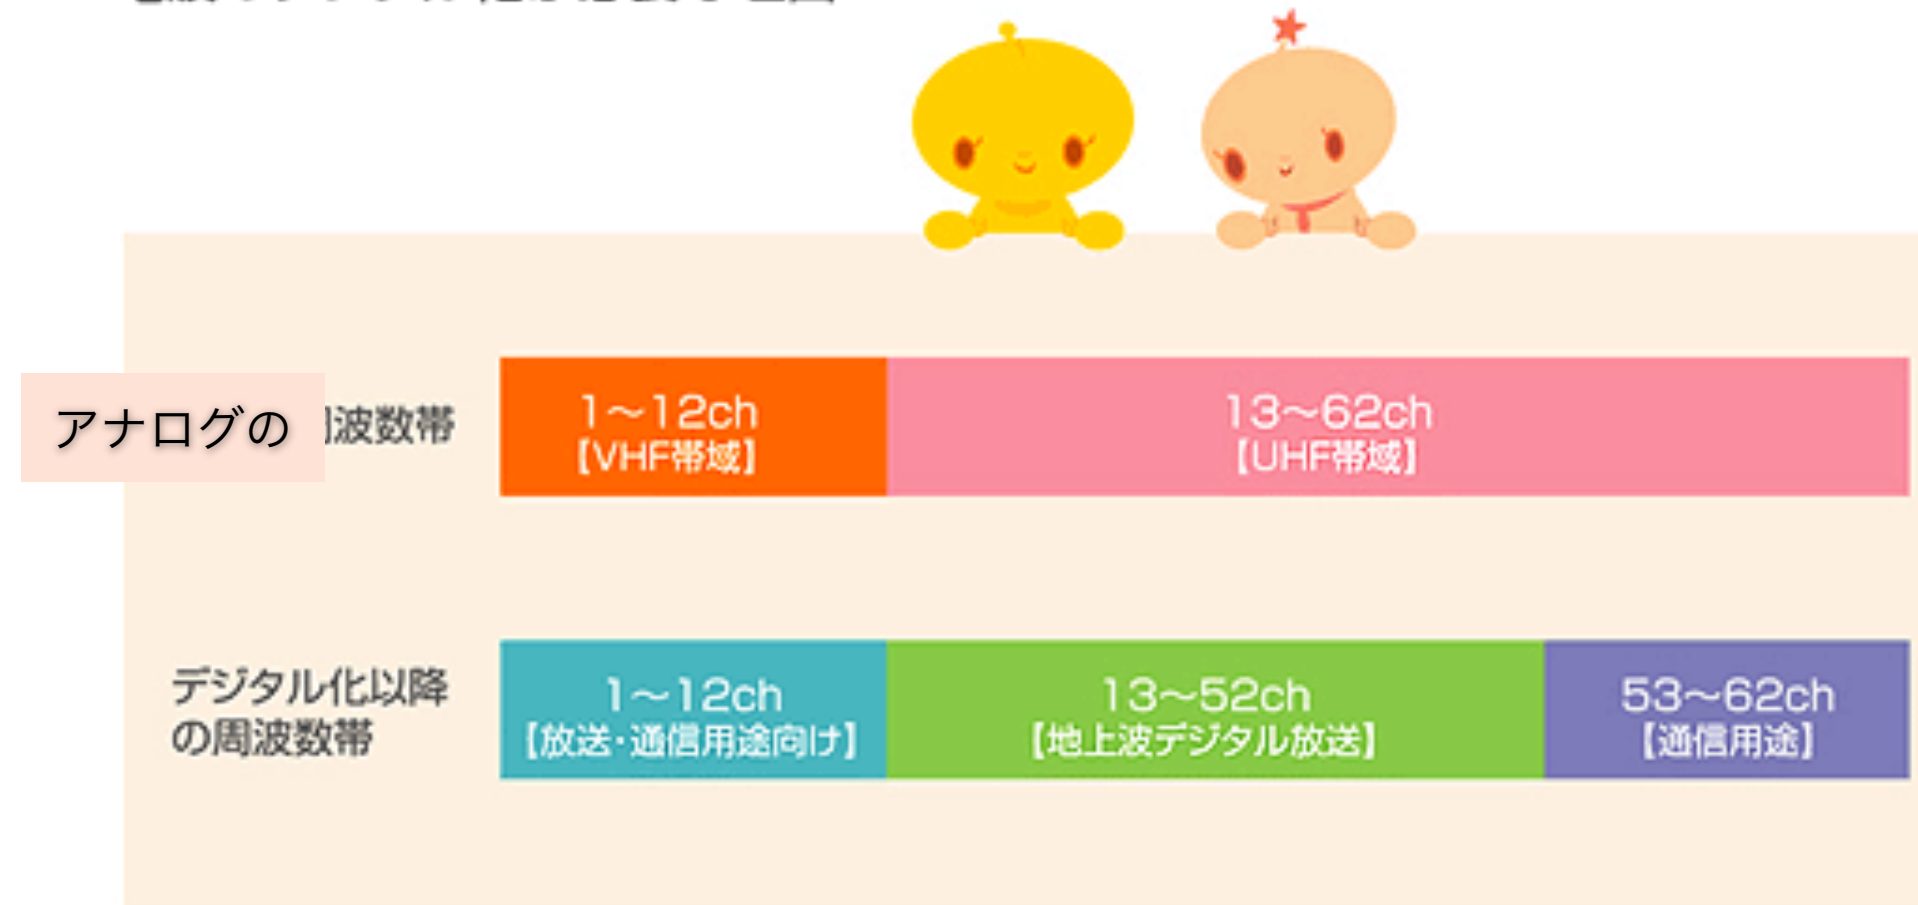 アナログの
波数帯
1〜12ch
【VHF帯域】
13〜62ch
【UHF帯域】
デジタル化以降
の周波数帯
1〜12ch
【放送・通信用途向け】
13〜52ch
【地上波デジタル放送】
53〜62ch
【通信用途】